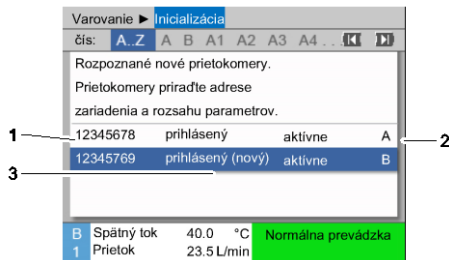 Varovanie ► Inicializácia
čís: A..Z A B A1 A2 A3 A4 . .
Rozpoznané nové prietokomery.
Prietokomery priraďte adrese
zariadenia a rozsahu parametrov.
1 12345678 prihlásený aktívne A 2
12345769 prihlásený (nový) aktívne B
3
B Spätný tok 40.0 °C Normálna prevádzka
1 Prietok 23.5 L/min